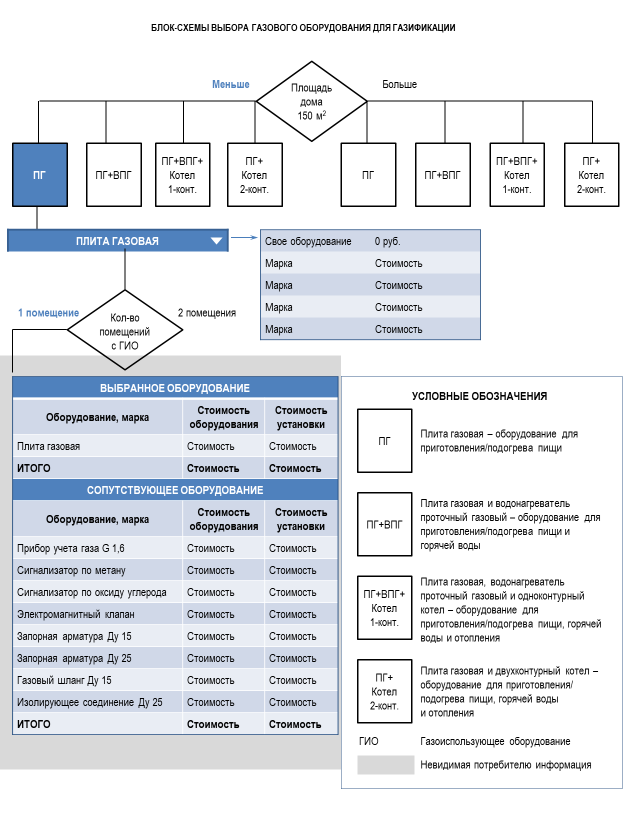 БЛОК-СХЕМЫ ВЫБОРА ГАЗОВОГО ОБОРУДОВАНИЯ ДЛЯ ГАЗИФИКАЦИИ
Меньше
Площадь
дома
150 м²
Больше
ПГ
ПГ+ВПГ
ПГ+ВПГ+
Котел
1-конт.
ПГ+
Котел
2-конт.
ПГ
ПГ+ВПГ
ПГ+ВПГ+
Котел
1-конт.
ПГ+
Котел
2-конт.
ПЛИТА ГАЗОВАЯ
Свое оборудование 0 руб.
Марка Стоимость
Марка Стоимость
Марка Стоимость
Марка Стоимость
1 помещение
Кол-во
помещений
с ГИО
2 помещения
ВЫБРАННОЕ ОБОРУДОВАНИЕ
Оборудование, марка
Стоимость
оборудования
Стоимость
установки
Плита газовая Стоимость Стоимость
ИТОГО Стоимость Стоимость
СОПУТСТВУЮЩЕЕ ОБОРУДОВАНИЕ
Оборудование, марка
Стоимость
оборудования
Стоимость
установки
Прибор учета газа G 1,6 Стоимость Стоимость
Сигнализатор по метану Стоимость Стоимость
Сигнализатор по оксиду углерода Стоимость Стоимость
Электромагнитный клапан Стоимость Стоимость
Запорная арматура Ду 15 Стоимость Стоимость
Запорная арматура Ду 25 Стоимость Стоимость
Газовый шланг Ду 15 Стоимость Стоимость
Изолирующее соединение Ду 25 Стоимость Стоимость
ИТОГО Стоимость Стоимость
УСЛОВНЫЕ ОБОЗНАЧЕНИЯ
ПГ
Плита газовая – оборудование для
приготовления/подогрева пищи
ПГ+ВПГ
Плита газовая и водонагреватель
проточный газовый – оборудование для
приготовления/подогрева пищи и
горячей воды
ПГ+ВПГ+
Котел
1-конт.
Плита газовая, водонагреватель
проточный газовый и одноконтурный
котел – оборудование для
приготовления/подогрева пищи, горячей
воды и отопления
ПГ+
Котел
2-конт.
Плита газовая и двухконтурный котел –
оборудование для приготовления/
подогрева пищи, горячей воды
и отопления
ГИО Газоиспользующее оборудование
Невидимая потребителю информация